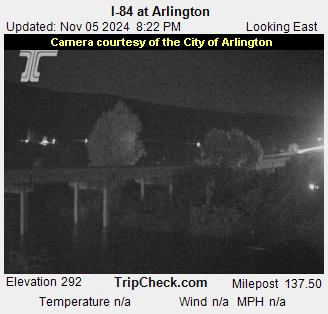 I-84 at Arlington
Updated: Nov 05 2024 8:22 PM Looking East
Camera courtesy of the City of Arlington
Elevation 292 TripCheck.com Milepost 137.50
Temperature n/a Wind n/a MPH n/a